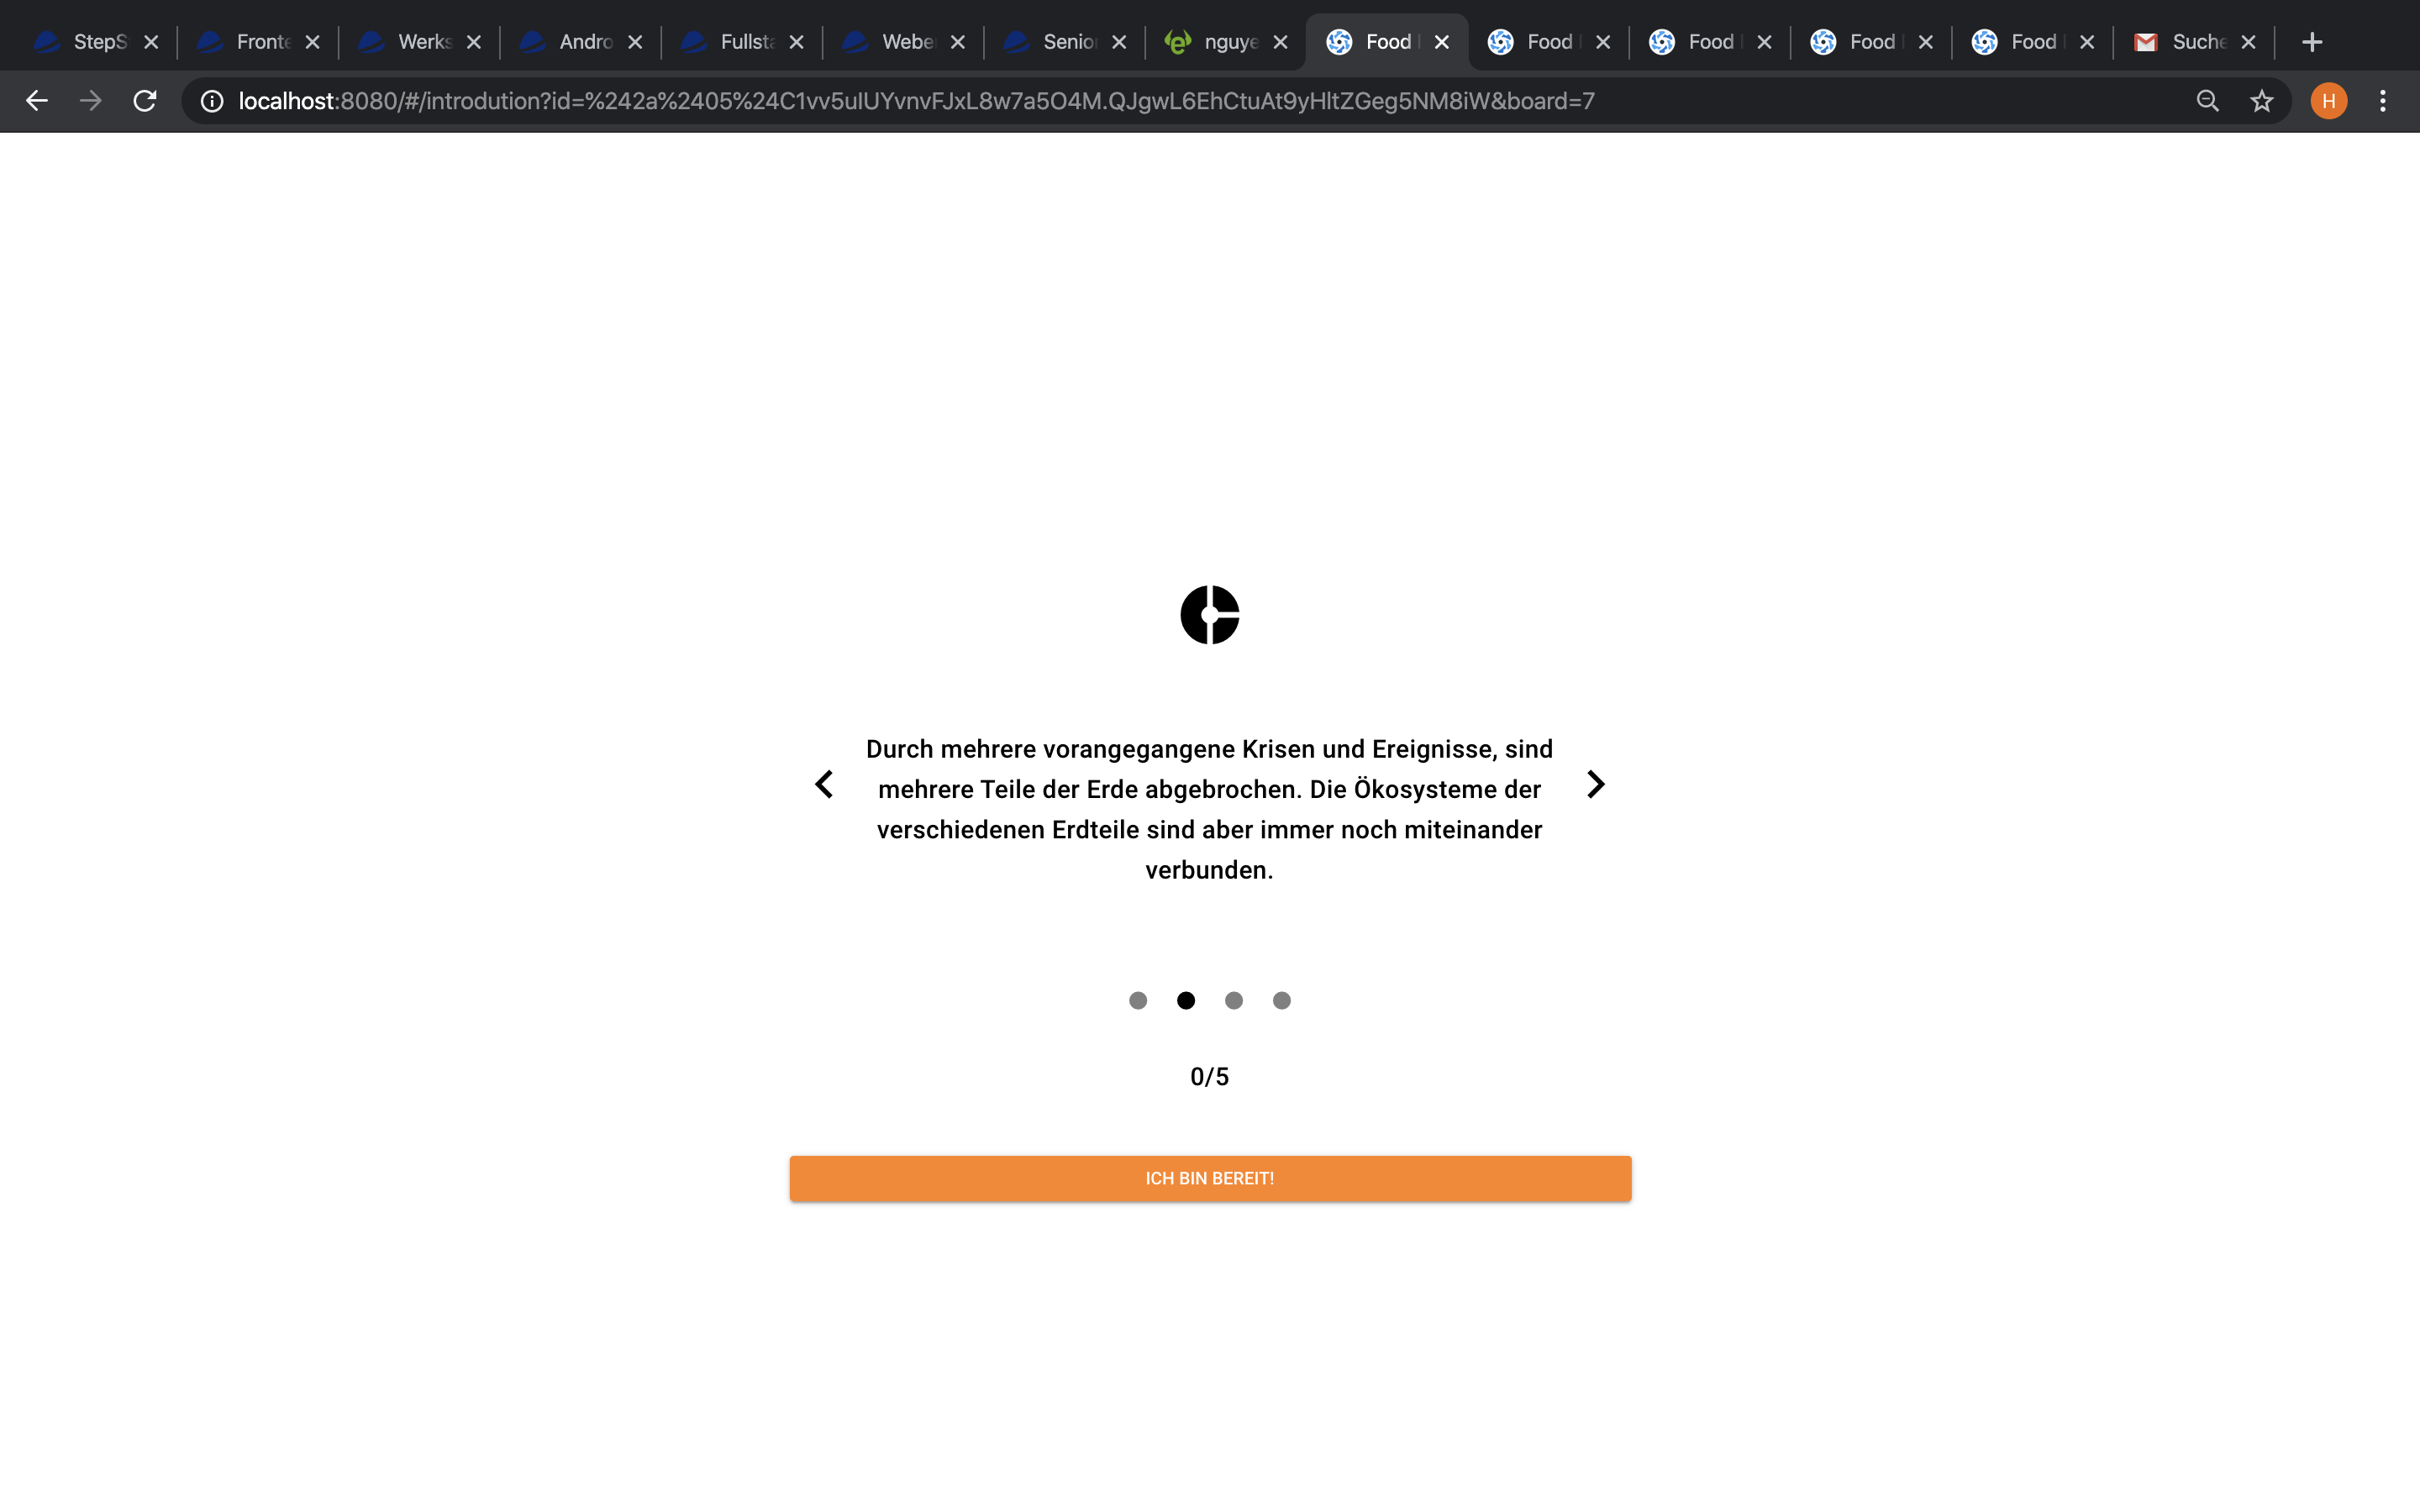 StepS
Fronte
Werks
Andro
Fullsta
Webe
Senio
nguye
Food
Food
Food
Food
Food
Suche
localhost:8080/#/introdution?id=%242a%2405%24C1vv5uIUYvnvFJxL8w7a5O4M.QJgwL6EhCtuAt9yHltZGeg5NM8iW&board=7
H
Durch mehrere vorangegangene Krisen und Ereignisse, sind
mehrere Teile der Erde abgebrochen. Die Ökosysteme der
verschiedenen Erdteile sind aber immer noch miteinander
verbunden.
0/5
ICH BIN BEREIT!